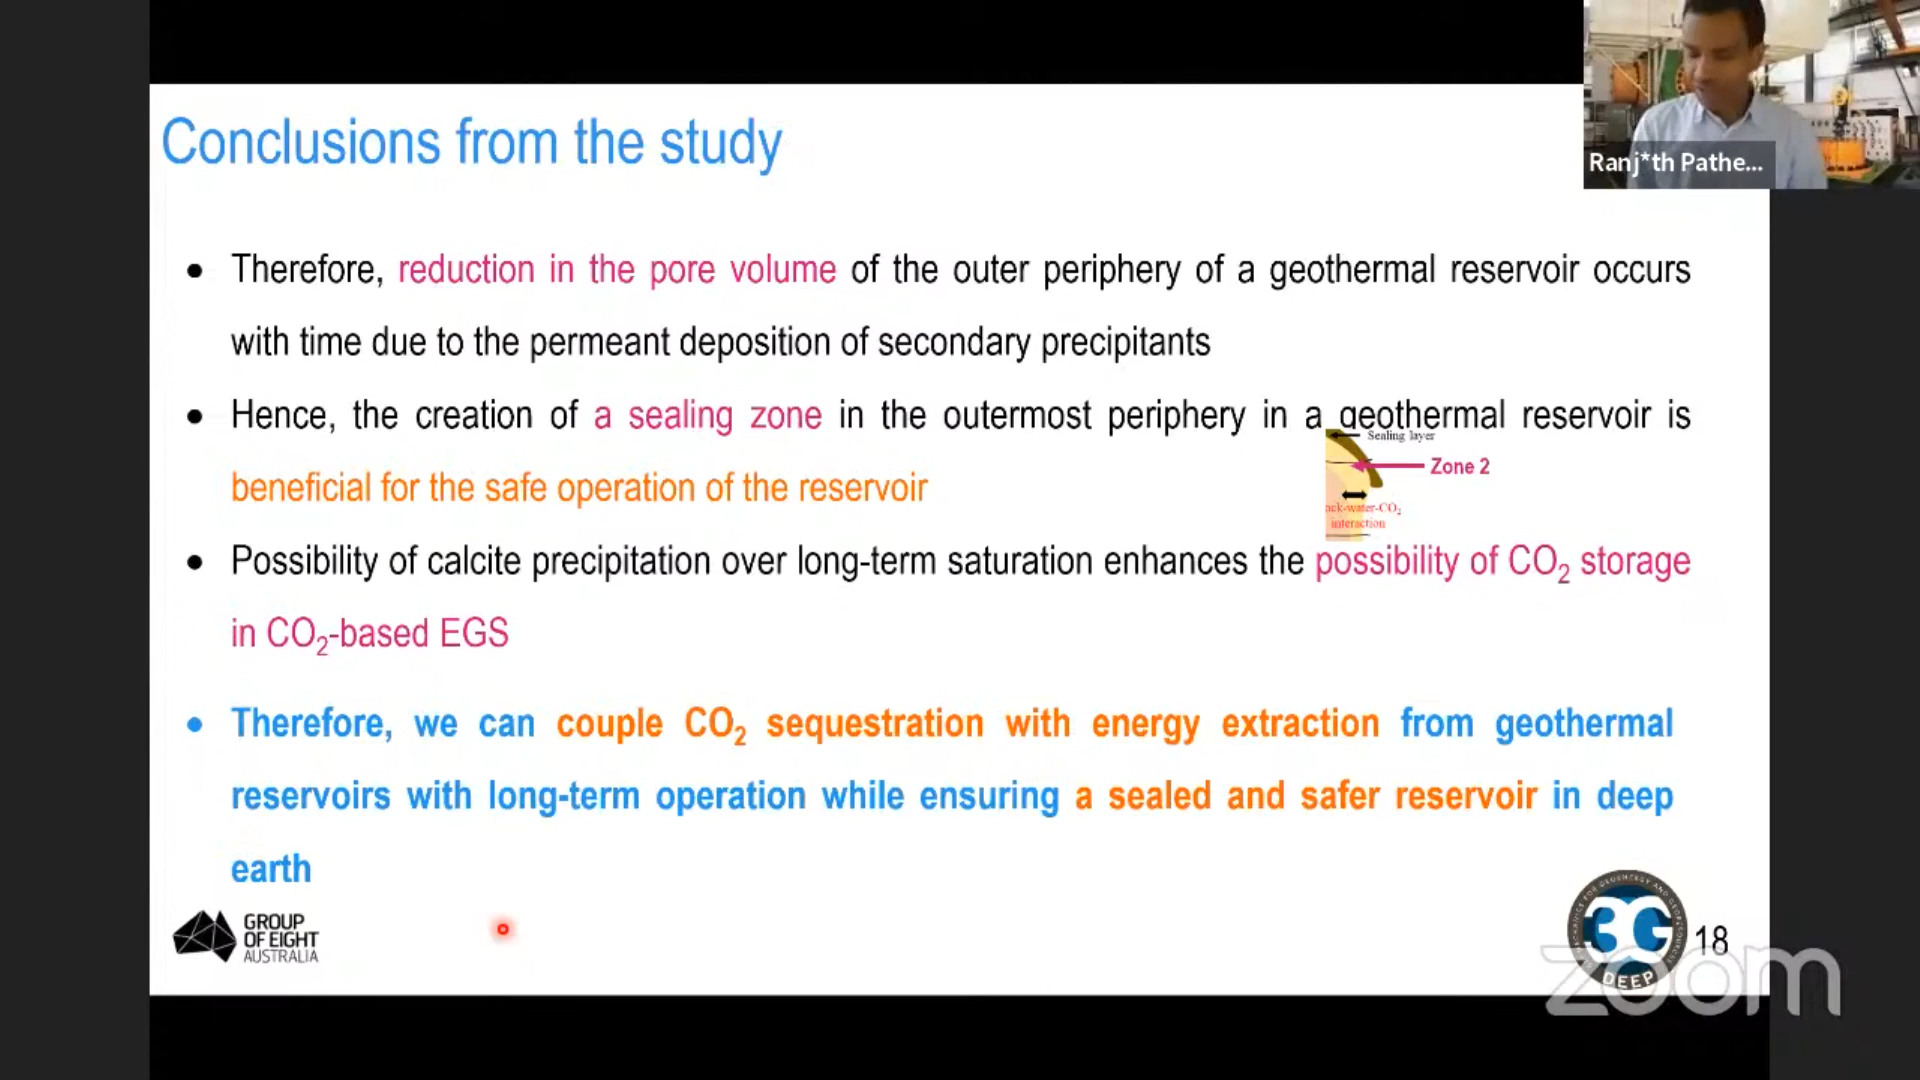 Conclusions from the study
Ranj*th Pathe...
• Therefore, reduction in the pore volume of the outer periphery of a geothermal reservoir occurs
with time due to the permeant deposition of secondary precipitants
• Hence, the creation of a sealing zone in the outermost periphery in a geothermal reservoir is
beneficial for the safe operation of the reservoir
Sealing layer
Zone 2
ock-water-CO₂
interaction
• Possibility of calcite precipitation over long-term saturation enhances the possibility of CO₂ storage
in CO₂-based EGS
• Therefore, we can couple CO₂ sequestration with energy extraction from geothermal
reservoirs with long-term operation while ensuring a sealed and safer reservoir in deep
earth
GROUP
OF EIGHT
AUSTRALIA
3G
DEEP
18
zoom